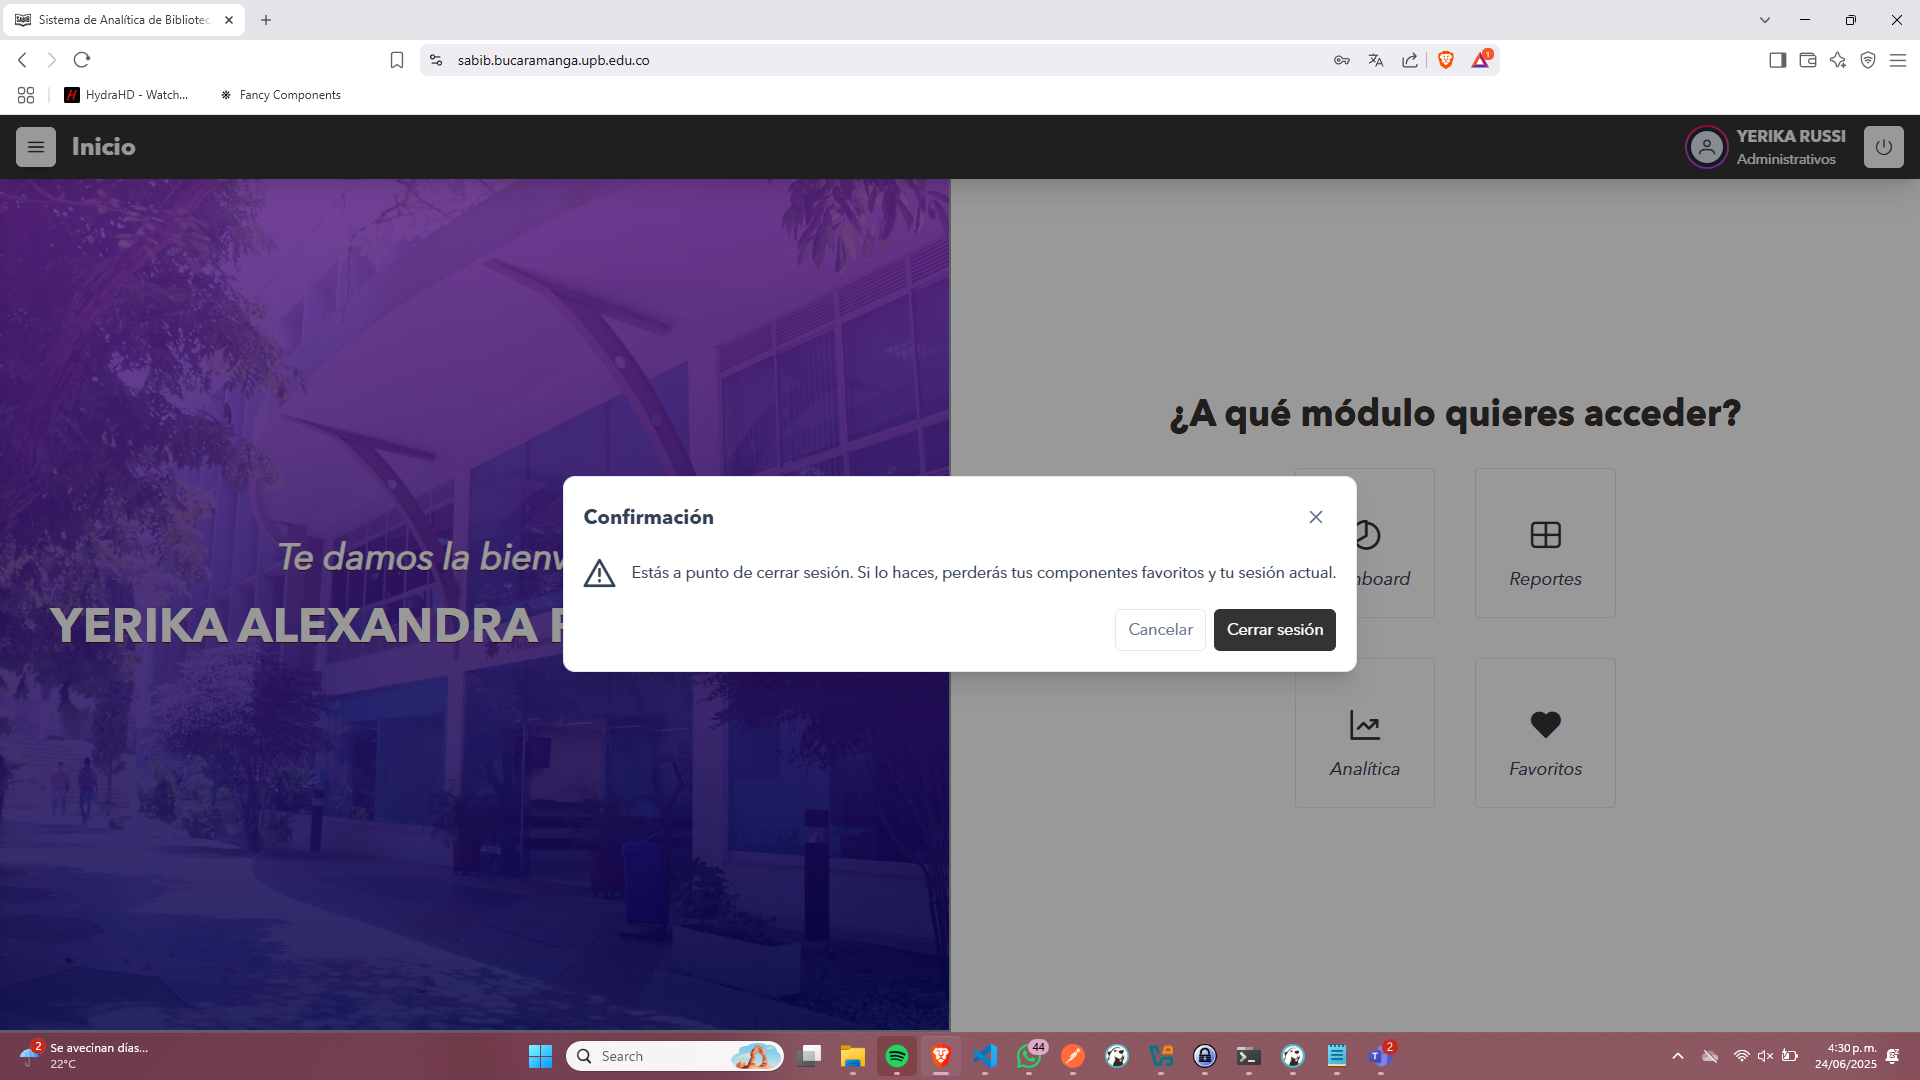 Sistema de Analítica de Bibliotec
sabib.bucaramanga.upb.edu.co
1
HydraHD - Watch...
Fancy Components
Inicio
YERIKA RUSSI
Administrativos
¿A qué módulo quieres acceder?
Te damos la bienv
YERIKA ALEXANDRA
board
Reportes
Analítica
Favoritos
Confirmación
Estás a punto de cerrar sesión. Si lo haces, perderás tus componentes favoritos y tu sesión actual.
Cancelar
Cerrar sesión
2
Se avecinan días...
22°C
Search
44
2
4:30 p. m.
24/06/2025